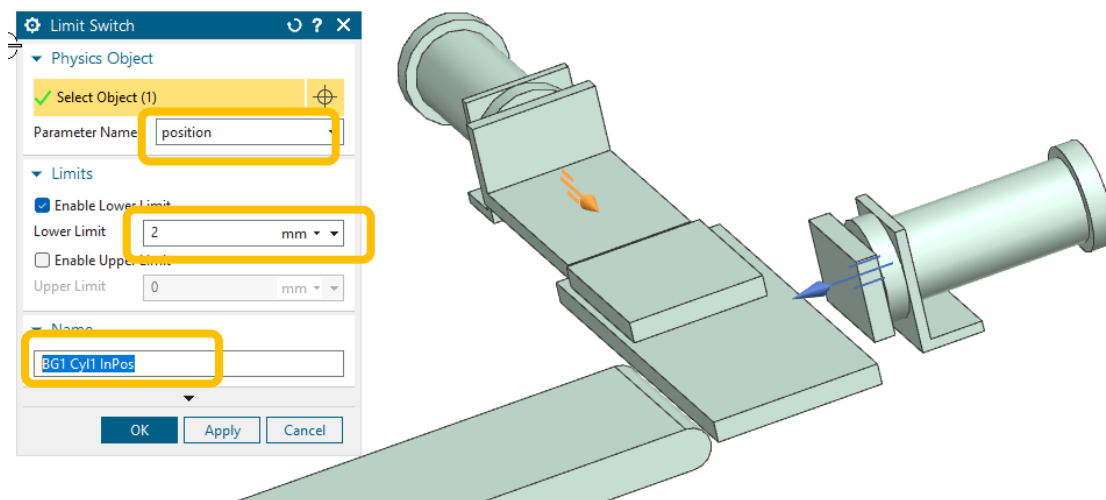 Limit Switch ?
Physics Object
Select Object (1)
Parameter Name position
Limits
Enable Lower Limit
Lower Limit 2 mm
Enable Upper Limit
Upper Limit 0 mm
Name
BG1 Cyl1 InPos
OK Apply Cancel